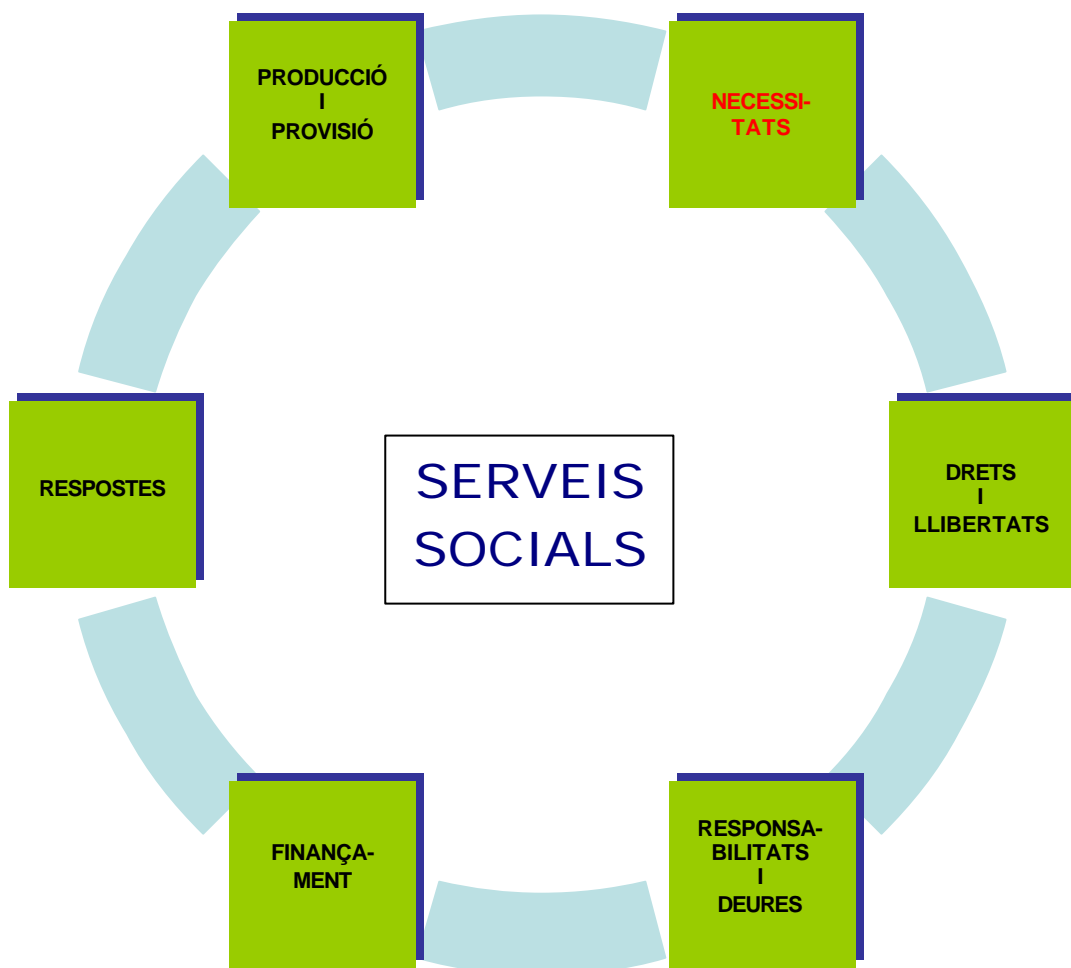 PRODUCCIÓ
I
PROVISIÓ
NECESSI-
TATS
RESPOSTES
SERVEIS
SOCIALS
DRETS
I
LLIBERTATS
FINANÇA-
MENT
RESPONSA-
BILITATS
I
DEURES